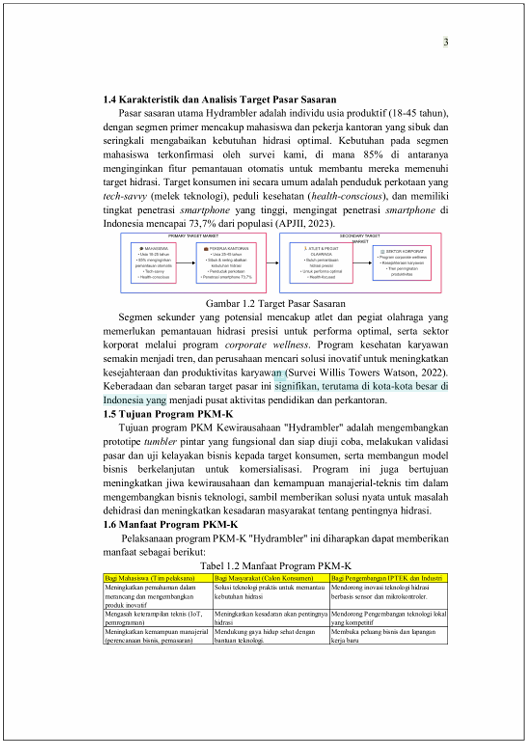 3
1.4 Karakteristik dan Analisis Target Pasar Sasaran
Pasar sasaran utama Hydrambler adalah individu usia produktif (18-45 tahun),
dengan segmen primer mencakup mahasiswa dan pekerja kantoran yang sibuk dan
seringkali mengabaikan kebutuhan hidrasi optimal. Kebutuhan pada segmen
mahasiswa terkonfirmasi oleh survei kami, di mana 85% di antaranya
menginginkan fitur pemantauan otomatis untuk bantu mereka memenuhi
target hidrasi. Target konsumen ini secara umum adalah penduduk perkotaan yang
tech-savvy (melek teknologi), peduli kesehatan (health-conscious), dan memiliki
tingkat penetrasi smartphone yang tinggi, mengingat penetrasi smartphone di
Indonesia mencapai 73,7% dari populasi (APJII, 2023).
PRIMARY TARGET MARKET
SECONDARY TARGET
MARKET
MAHASISWA
• Usia 18-25 tahun
• 85% menginginkan
pemantauan otomatis
• Tech-savvy
• Health conscious
PEKERJA KANTORAN
• Usia 25-45 tahun
• Sibuk & sering abaikan
kebutuhan hidrasi
• Penduduk perkotaan
• Penetrasi smartphone 73,7%
ATLET & PEGIAT
OLAHRAGA
• Butuh pemantauan
hidrasi presisi
• Untuk performa optimal
• Health-focused
SEKTOR KORPORAT
• Program corporate wellness
• Kesejahteraan karyawan
• Tren peningkatan
produktivitas
Gambar 1.2 Target Pasar Sasaran
Segmen sekunder yang potensial mencakup atlet dan pegiat olahraga yang
memerlukan pemantauan hidrasi presisi untuk performa optimal, serta sektor
korporat melalui program corporate wellness. Program kesehatan karyawan
semakin menjadi tren, dan perusahaan mencari solusi inovatif untuk meningkatkan
kesejahteraan dan produktivitas karyawan (Survei Willis Towers Watson, 2022).
Keberadaan dan sebaran target pasar ini signifikan, terutama di kota-kota besar di
Indonesia yang menjadi pusat aktivitas pendidikan dan perkantoran.
1.5 Tujuan Program PKM-K
Tujuan program PKM Kewirausahaan "Hydrambler" adalah mengembangkan
prototipe tumbler pintar yang fungsional dan siap diuji coba, melakukan validasi
pasar dan uji kelayakan bisnis kepada target konsumen, serta membangun model
bisnis berkelanjutan untuk komersialisasi. Program ini juga bertujuan
meningkatkan jiwa kewirausahaan dan kemampuan manajerial-teknis tim dalam
mengembangkan bisnis teknologi, sambil memberikan solusi nyata untuk masalah
dehidrasi dan meningkatkan kesadaran masyarakat tentang pentingnya hidrasi.
1.6 Manfaat Program PKM-K
Pelaksanaan program PKM-K "Hydrambler" ini diharapkan dapat memberikan
manfaat sebagai berikut:
Tabel 1.2 Manfaat Program PKM-K
Bagi Mahasiswa (Tim pelaksana) Bagi Masyarakat (Calon Konsumen) Bagi Pengembangan IPTEK dan Industri
Meningkatkan pemahaman dalam Solusi teknologi praktis untuk memantau Mendorong inovasi teknologi hidrasi
merancang dan mengembangkan kebutuhan hidrasi berbasis sensor dan mikrokontroler.
produk inovatif
Mengasah keterampilan teknis (IoT, Meningkatkan kesadaran akan pentingnya Mendorong Pengembangan teknologi lokal
pemrograman) hidrasi yang kompetitif
Meningkatkan kemampuan manajerial Mendukung gaya hidup sehat dengan Membuka peluang bisnis dan lapangan
(perencanaan bisnis, pemasaran) bantuan teknologi. kerja baru